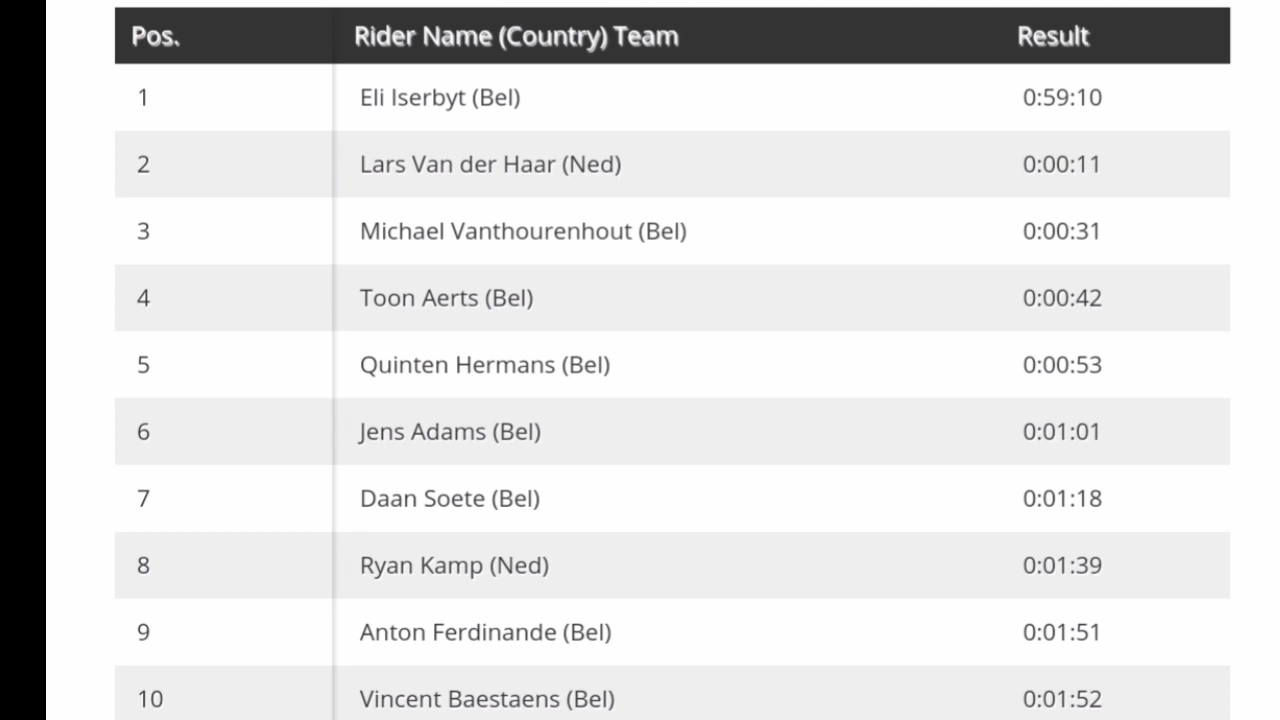 Pos. Rider Name (Country) Team Result
1 Eli Iserbyt (Bel) 0:59:10
2 Lars Van der Haar (Ned) 0:00:11
3 Michael Vanthourenhout (Bel) 0:00:31
4 Toon Aerts (Bel) 0:00:42
5 Quinten Hermans (Bel) 0:00:53
6 Jens Adams (Bel) 0:01:01
7 Daan Soete (Bel) 0:01:18
8 Ryan Kamp (Ned) 0:01:39
9 Anton Ferdinande (Bel) 0:01:51
10 Vincent Baestaens (Bel) 0:01:52